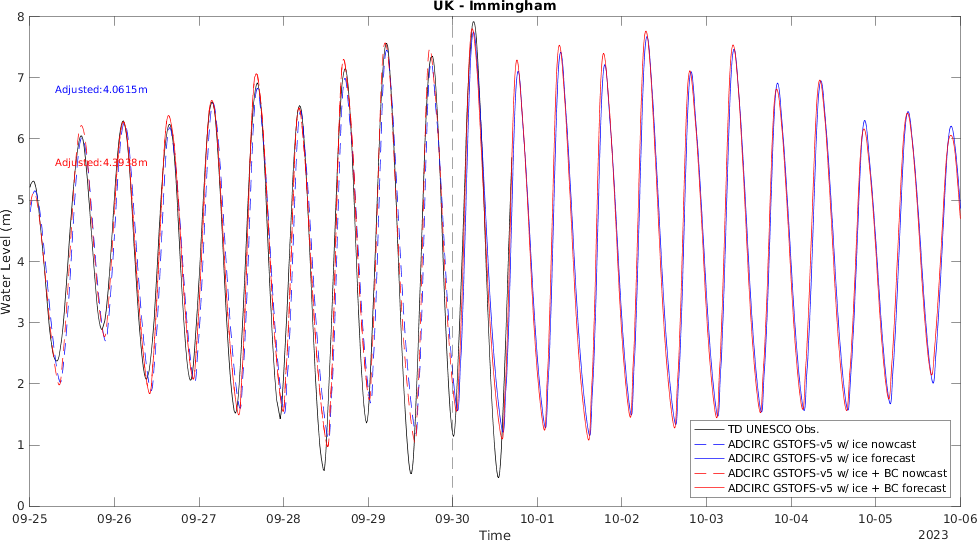 UK - Immingham
8
7
6
5
4
3
2
1
0
Water Level (m)
Adjusted:4.0615m
Adjusted:4.3938m
TD UNESCO Obs.
ADCIRC GSTOFS-v5 w/ ice nowcast
ADCIRC GSTOFS-v5 w/ ice forecast
ADCIRC GSTOFS-v5 w/ ice + BC nowcast
ADCIRC GSTOFS-v5 w/ ice + BC forecast
09-25 09-26 09-27 09-28 09-29 09-30 10-01 10-02 10-03 10-04 10-05 10-06
Time
2023